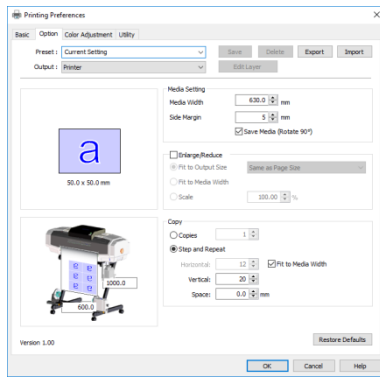 Printing Preferences
Basic Option Color Adjustment Utility
Preset : Current Setting Save Delete Export Import
Output : Printer Edit Layer
Media Setting
Media Width 630.0 mm
Side Margin 5 mm
Save Media (Rotate 90°)
a
50.0 x 50.0 mm
Enlarge/Reduce
Fit to Output Size Same as Page Size
Fit to Media Width
Scale 100.00 %
Copy
Copies 1
Step and Repeat
Horizontal: 12 Fit to Media Width
Vertical: 20
Space: 0.0 mm
1000.0
600.0
Version 1.00
Restore Defaults
OK Cancel Help